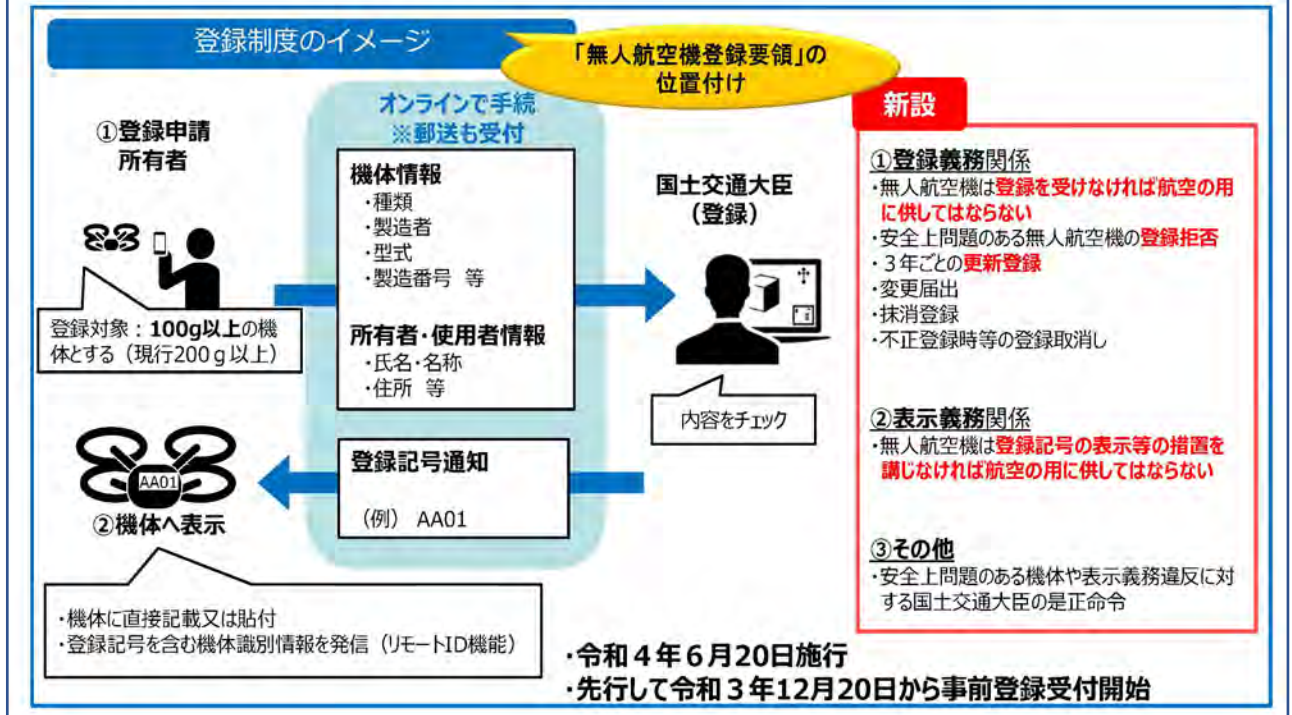 登録制度のイメージ
「無人航空機登録要領」の
位置付け
①登録申請
所有者
登録対象：100g以上の機
体とする（現行200ｇ以上）
オンラインで手続
※郵送も受付
機体情報
・種類
・製造者
・型式
・製造番号 等
所有者・使用者情報
・氏名・名称
・住所 等
国土交通大臣
（登録）
内容をチェック
登録記号通知
（例） AA01
AA01
②機体へ表示
・機体に直接記載又は貼付
・登録記号を含む機体識別情報を発信（リモートID機能）
新設
①登録義務関係
・無人航空機は登録を受けなければ航空の用
に供してはならない
・安全上問題のある無人航空機の登録拒否
・３年ごとの更新登録
・変更届出
・抹消登録
・不正登録時等の登録取消し
②表示義務関係
・無人航空機は登録記号の表示等の措置を
講じなければ航空の用に供してはならない
③その他
・安全上問題のある機体や表示義務違反に対
する国土交通大臣の是正命令
・令和４年６月20日施行
・先行して令和３年12月20日から事前登録受付開始